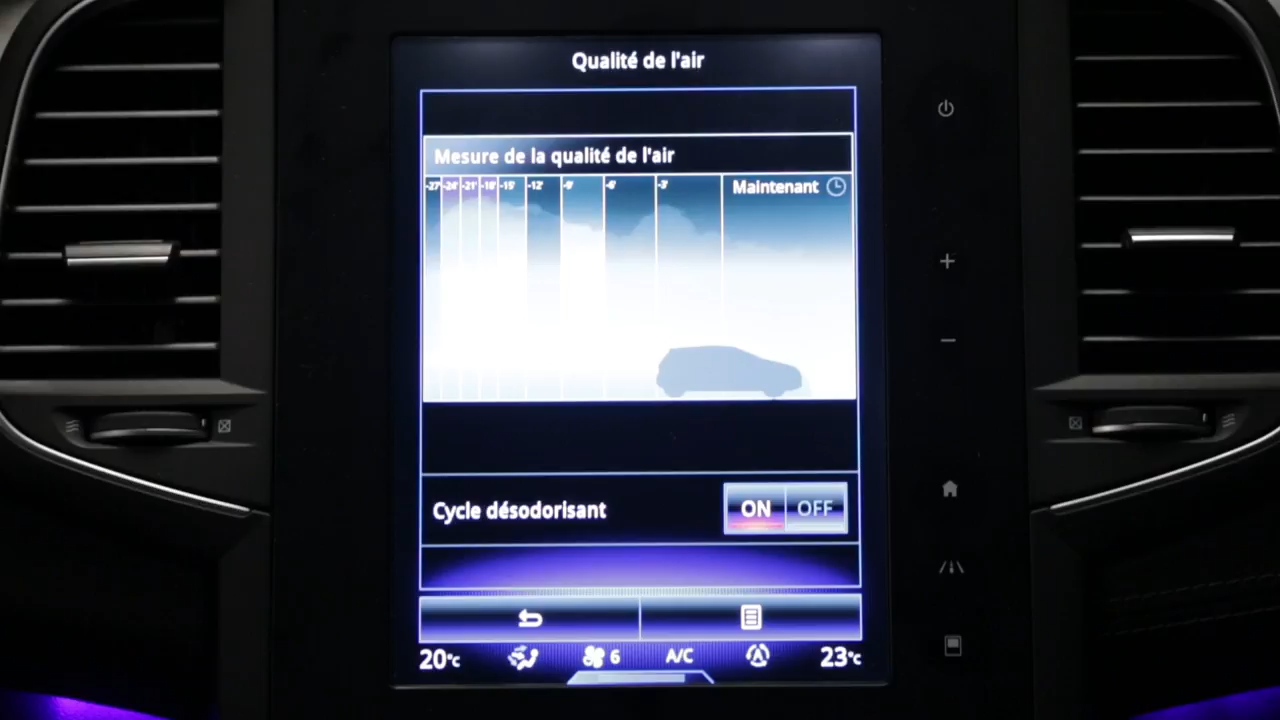 Qualité de l'air
Mesure de la qualité de l'air
-27' -24' -21' -18' -15' -12' -9' -6' -3' Maintenant
Cycle désodorisant ON OFF
20°C 6 A/C 23°C